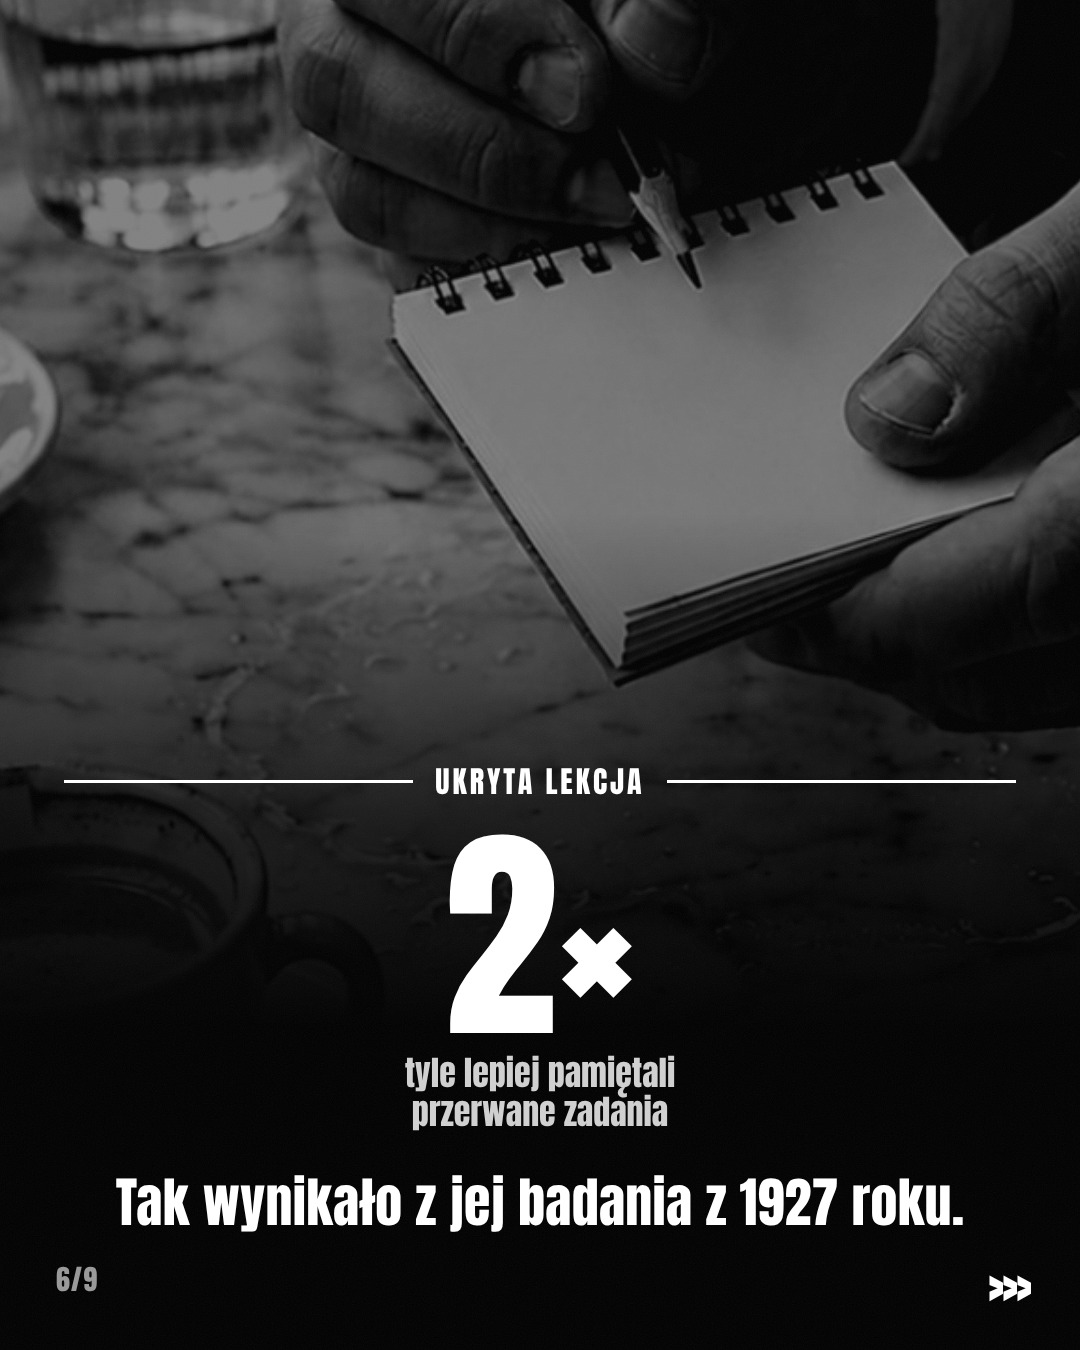 UKRYTA LEKCJA
2×
tyle lepiej pamiętali
przerwane zadania
Tak wynikało z jej badania z 1927 roku.
6/9
>>>